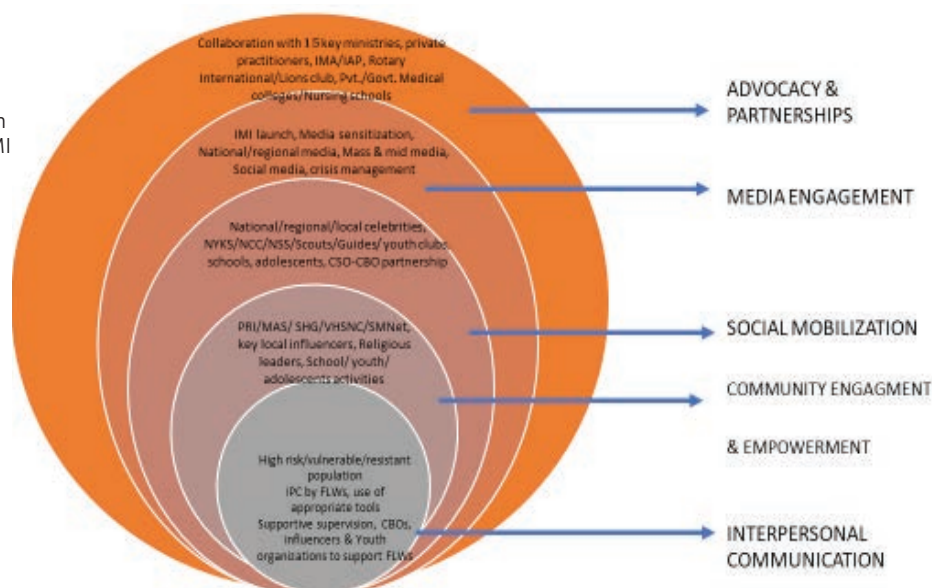 Collaboration with 15 key ministries, private
practitioners, IMA/IAP, Rotary
International/Lions club, Pvt./Govt. Medical
colleges/Nursing schools
IMI launch, Media sensitization,
National/regional media, Mass & mid media,
Social media, crisis management
National/regional/local celebrities,
NYKS/NCC/NSS/Scouts/Guides/ youth clubs,
schools, adolescents, CSO-CBO partnership
PRI/MAS/ SHG/VHSNC/SMNet,
key local influencers, Religious
leaders, School/ youth/
adolescents activities
High risk/vulnerable/resistant
population
IPC by FLWs, use of
appropriate tools
Supportive supervision, CBOs,
Influencers & Youth
organizations to support FLWs
ADVOCACY &
PARTNERSHIPS
MEDIA ENGAGEMENT
SOCIAL MOBILIZATION
COMMUNITY ENGAGMENT
& EMPOWERMENT
INTERPERSONAL
COMMUNICATION